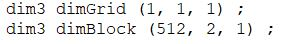 dim3 dimGrid (1, 1, 1) ;
dim3 dimBlock (512, 2, 1) ;